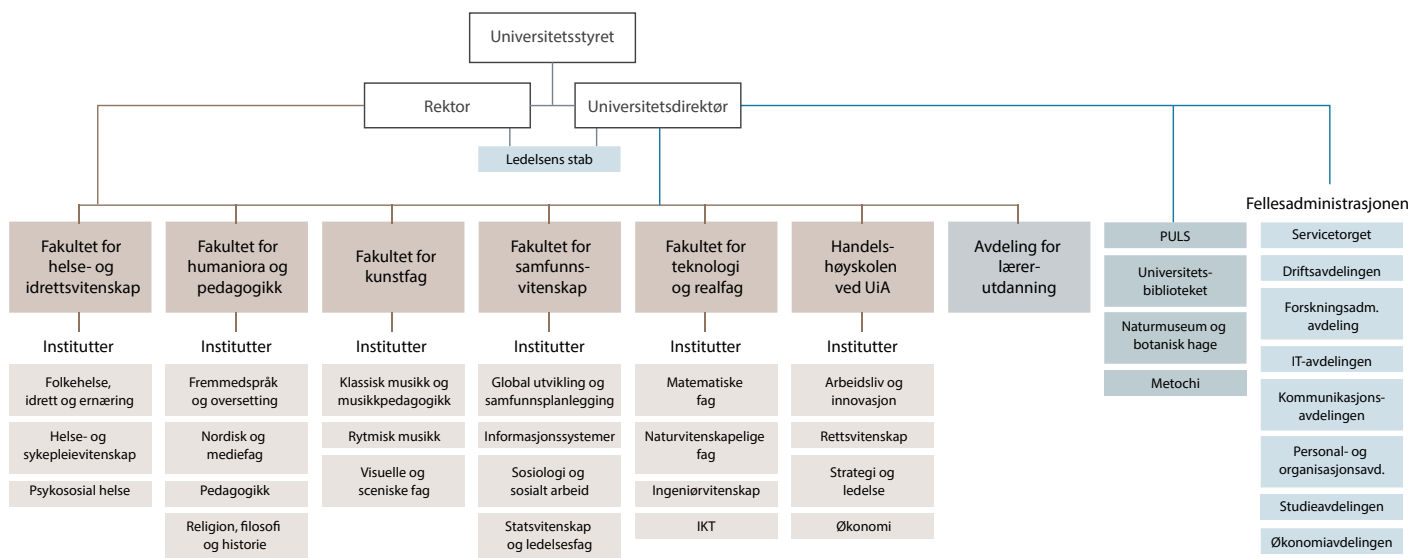 Universitetsstyret
Rektor
Universitetsdirektør
Ledelsens stab
Fakultet for
helse- og
idrettsvitenskap
Institutter
Folkehelse,
idrett og ernæring
Helse- og
sykepleievitenskap
Psykososial helse
Fakultet for
humaniora og
pedagogikk
Institutter
Fremmedspråk
og oversetting
Nordisk og
mediefag
Pedagogikk
Religion, filosofi
og historie
Fakultet for
kunstfag
Institutter
Klassisk musikk og
musikkpedagogikk
Rytmisk musikk
Visuelle og
sceniske fag
Fakultet for
samfunns-
vitenskap
Institutter
Global utvikling og
samfunnsplanlegging
Informasjonssystemer
Sosiologi og
sosialt arbeid
Statsvitenskap
og ledelsesfag
Fakultet for
teknologi
og realfag
Institutter
Matematiske
fag
Naturvitenskapelige
fag
Ingeniørvitenskap
IKT
Handels-
høyskolen
ved UiA
Institutter
Arbeidsliv og
innovasjon
Rettsvitenskap
Strategi og
ledelse
Økonomi
Avdeling for
lærer-
utdanning
PULS
Universitets-
biblioteket
Naturmuseum og
botanisk hage
Metochi
Fellesadministrasjonen
Servicetorget
Driftsavdelingen
Forskningsadm.
avdeling
IT-avdelingen
Kommunikasjons-
avdelingen
Personal- og
organisasjonsavd.
Studieavdelingen
Økonomiavdelingen